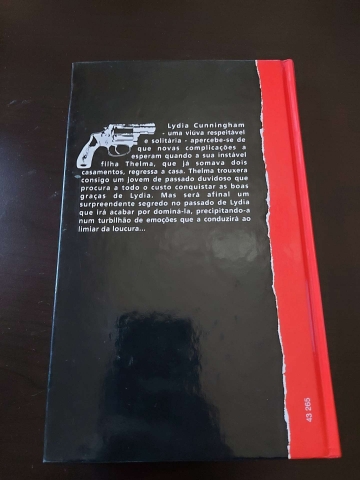 Lydia Cunningham
- uma viúva respeitável
e solitária - apercebe-se de
que novas complicações a
esperam quando a sua instável
filha Thelma, que já somava dois
casamentos, regressa a casa. Thelma trouxera
consigo um jovem de passado duvidoso que
procura a todo o custo conquistar as boas
graças de Lydia. Mas será afinal um
surpreendente segredo no passado de Lydia
que irá acabar por dominá-la, precipitando-a
num turbilhão de emoções que a conduzirá ao
limiar da loucura...
43 265